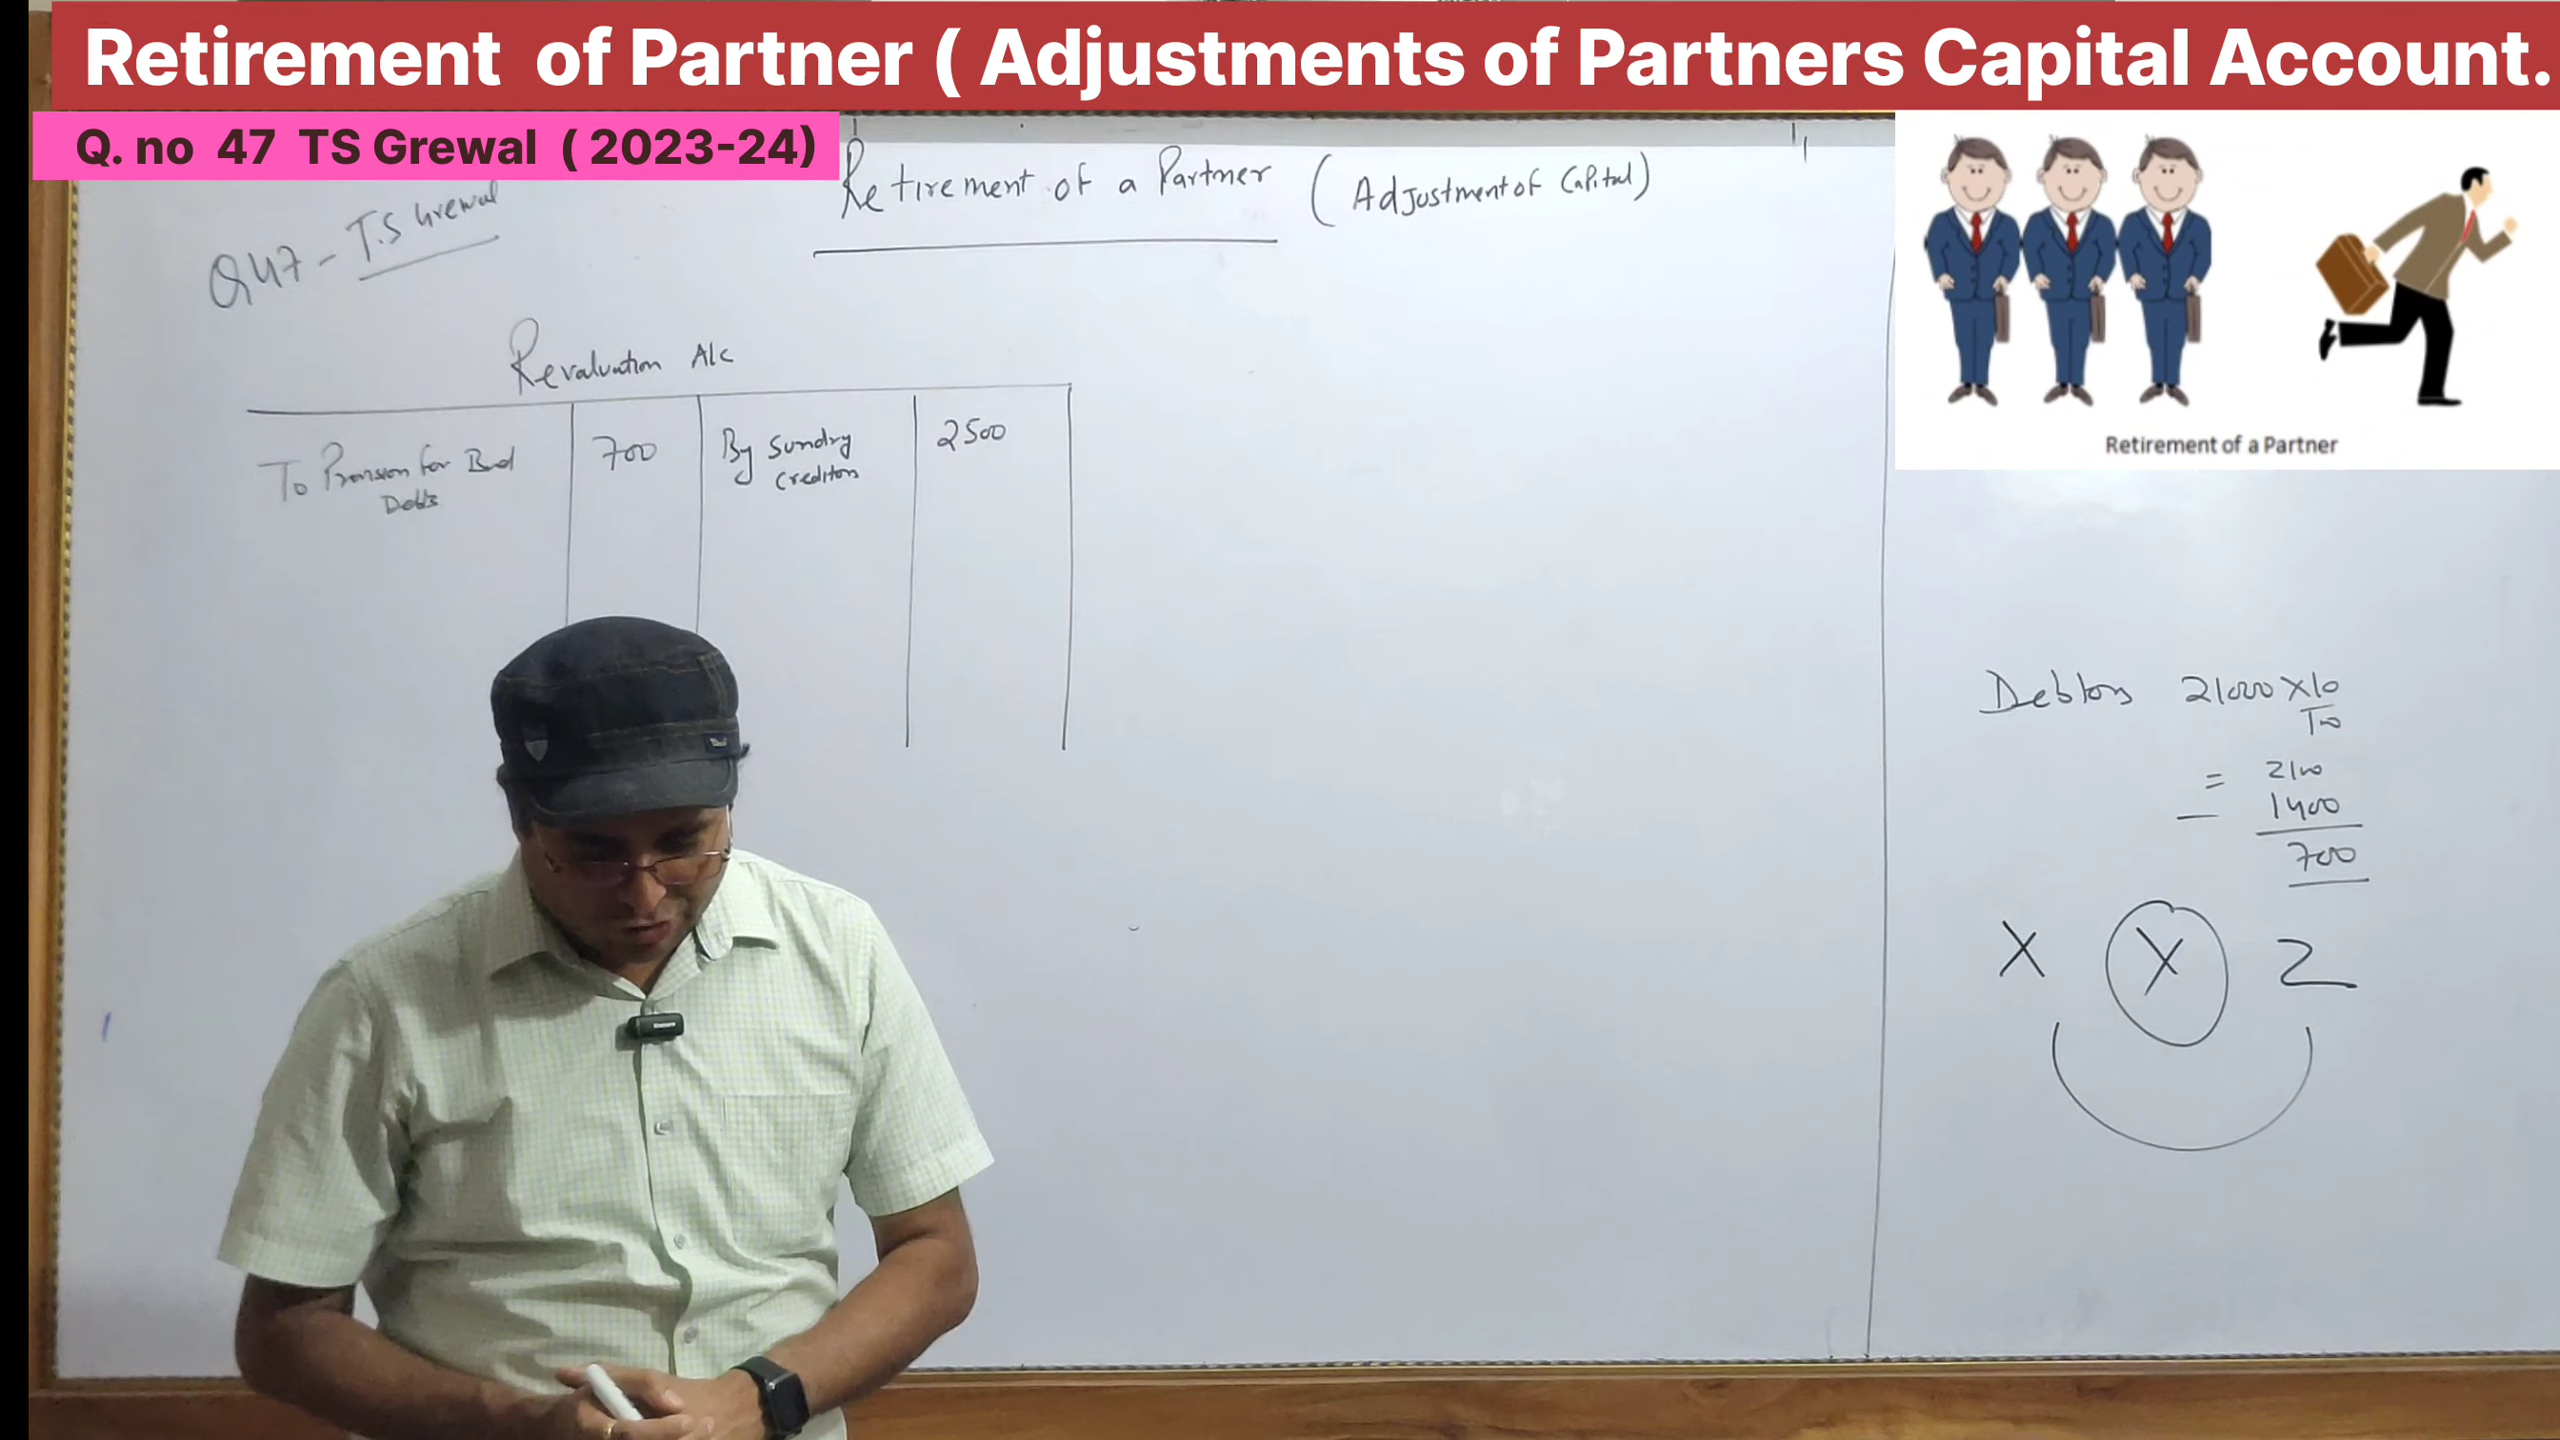 Retirement of Partner ( Adjustments of Partners Capital Account.
Q. no 47 TS Grewal ( 2023-24)
Retirement of a Partner ( Adjustment of Capital)
Q47 - T.S Grewal
Retirement of a Partner
Revaluation A/c
To Provision for Bad Debts 700 By Sundry Creditors 2500
Debtors 21000 X 10
100
= 2100
— 1400
700
X Y Z